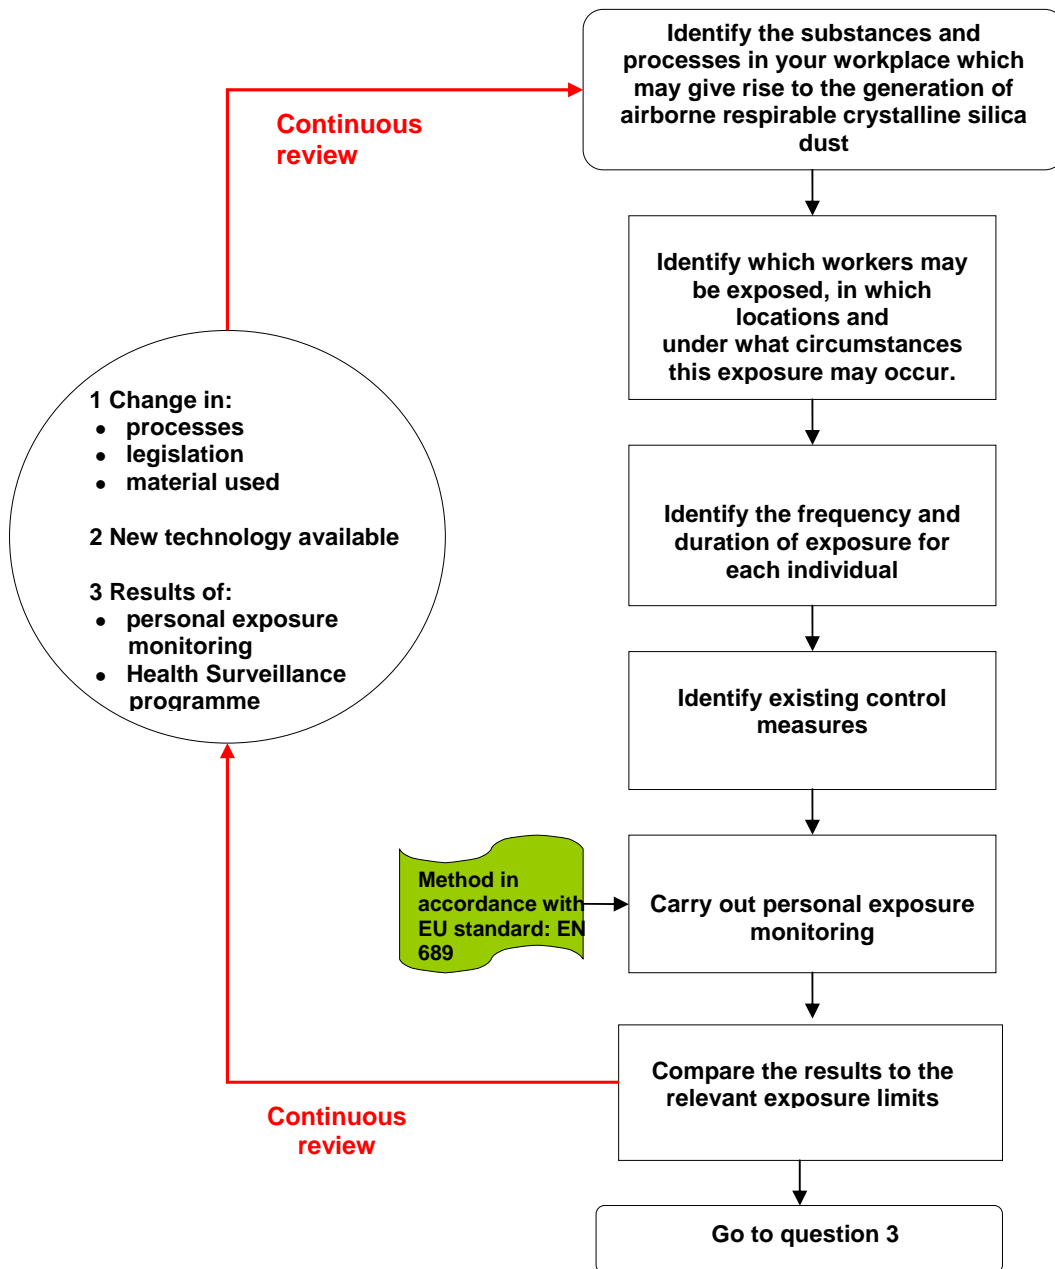 Identify the substances and
processes in your workplace which
may give rise to the generation of
airborne respirable crystalline silica
dust
Continuous
review
Identify which workers may
be exposed, in which
locations and
under what circumstances
this exposure may occur.
1 Change in:
• processes
• legislation
• material used
2 New technology available
3 Results of:
• personal exposure
monitoring
• Health Surveillance
programme
Identify the frequency and
duration of exposure for
each individual
Identify existing control
measures
Method in
accordance with
EU standard: EN
689
Carry out personal exposure
monitoring
Compare the results to the
relevant exposure limits
Continuous
review
Go to question 3